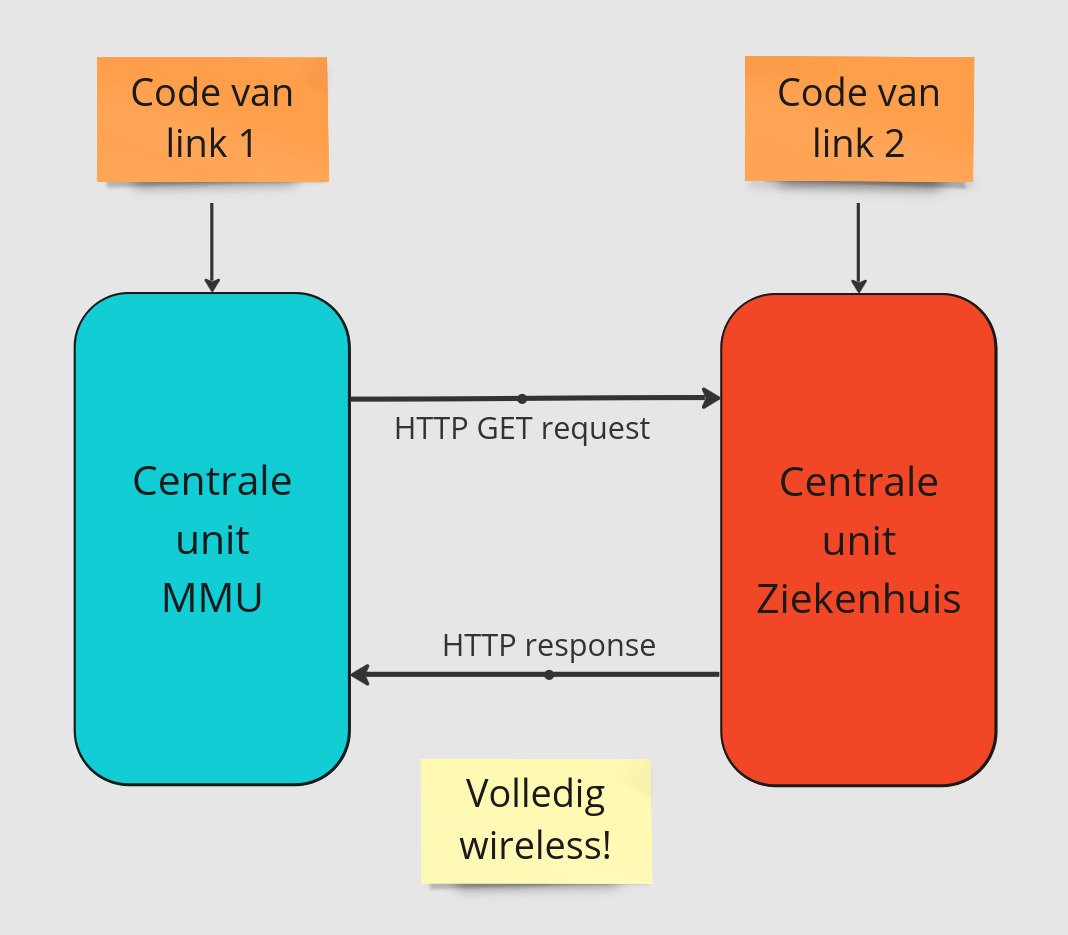 Code van
link 1
Code van
link 2
HTTP GET request
Centrale
unit
MMU
Centrale
unit
Ziekenhuis
HTTP response
Volledig
wireless!